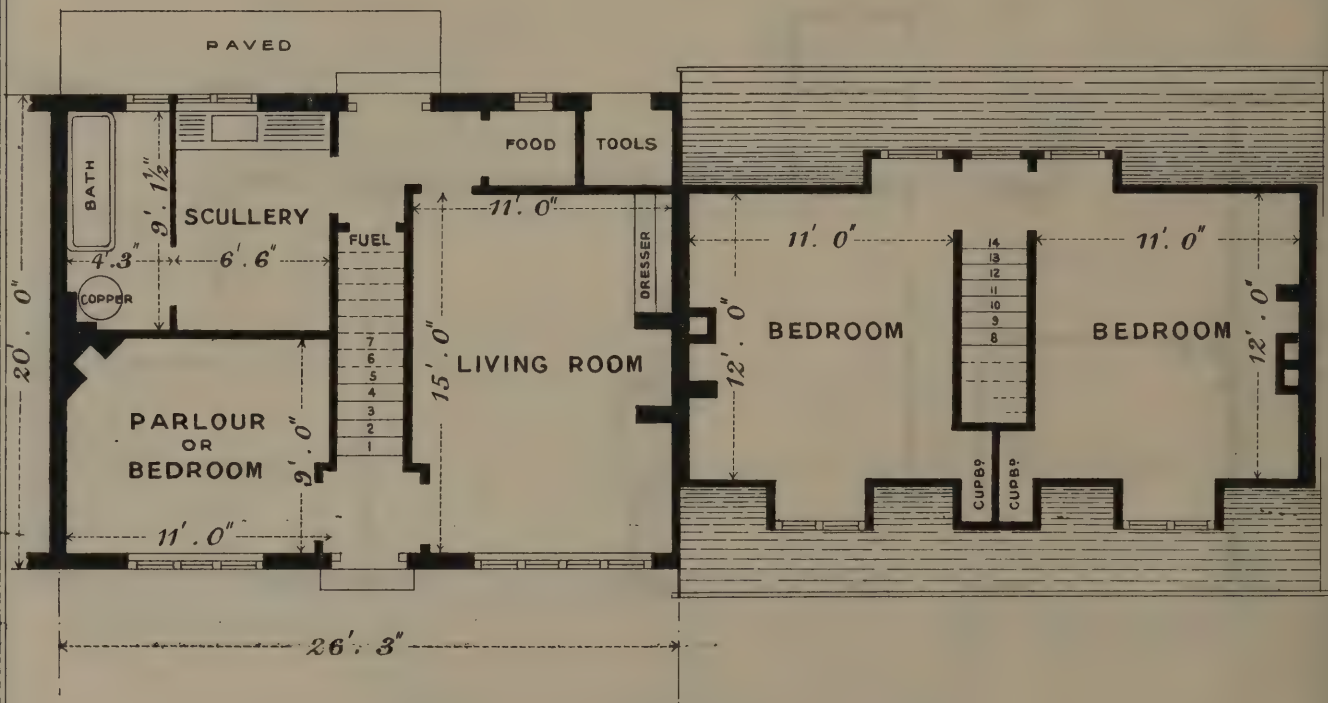 PAVED
BATH
9'. 1½"
SCULLERY
4'.3"
6'. 6"
COPPER
FUEL
FOOD
TOOLS
11'. 0"
DRESSER
15'. 0"
LIVING ROOM
7
6
5
4
3
2
1
PARLOUR
OR
BEDROOM
9'. 0"
11'. 0"
20'. 0"
26'. 3"
11'. 0"
12'. 0"
BEDROOM
14
13
12
11
10
9
8
11'. 0"
BEDROOM
12'. 0"
CUPBD
CUPBD